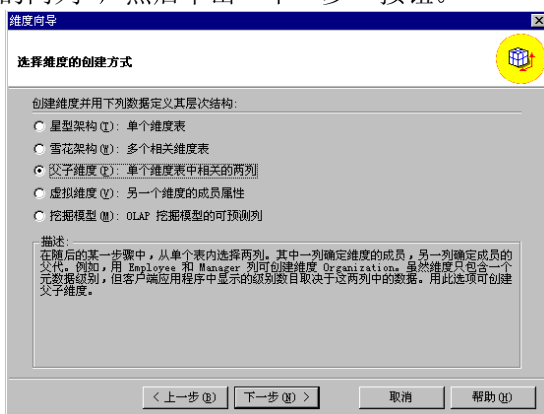 的两列”，然后单击“下一步”按钮。
维度向导
选择维度的创建方式
创建维度并用下列数据定义其层次结构:
星型架构(T): 单个维度表
雪花架构(W): 多个相关维度表
父子维度(P): 单个维度表中相关的两列
虚拟维度(V): 另一个维度的成员属性
挖掘模型(M): OLAP 挖掘模型的可预测列
描述:
在随后的某一步骤中，从单个表内选择两列。其中一列确定维度的成员，另一列确定成员的
父代。例如，用 Employee 和 Manager 列可创建维度 Organization。虽然维度只包含一个
元数据级别，但客户端应用程序中显示的级别数目取决于这两列中的数据。用此选项可创建
父子维度。
< 上一步(B) 下一步(N) > 取消 帮助(H)